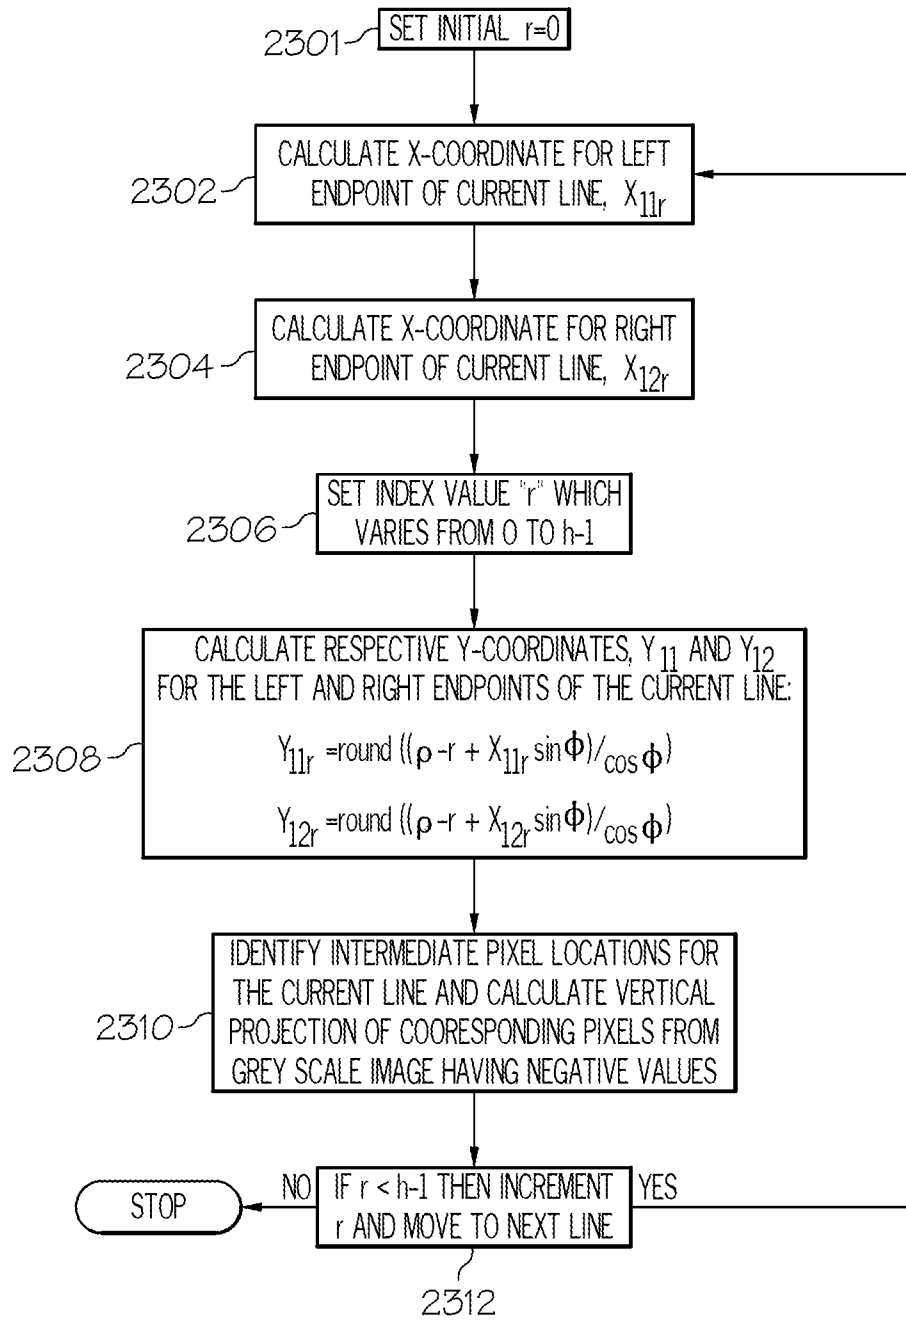 2301
SET INITIAL r=0
CALCULATE X-COORDINATE FOR LEFT
2302
ENDPOINT OF CURRENT LINE, X11r
CALCULATE X-COORDINATE FOR RIGHT
2304
ENDPOINT OF CURRENT LINE, X12r
SET INDEX VALUE "r" WHICH
2306
VARIES FROM 0 TO h-1
CALCULATE RESPECTIVE Y-COORDINATES, Y11 AND Y12
FOR THE LEFT AND RIGHT ENDPOINTS OF THE CURRENT LINE:
2308
Y11r =round ((ρ-r + X11r sinΦ)/cosΦ)
Y12r =round ((ρ-r + X12r sinΦ)/cosΦ)
IDENTIFY INTERMEDIATE PIXEL LOCATIONS FOR
THE CURRENT LINE AND CALCULATE VERTICAL
2310
PROJECTION OF COORESPONDING PIXELS FROM
GREY SCALE IMAGE HAVING NEGATIVE VALUES
STOP
NO
IF r < h-1 THEN INCREMENT
r AND MOVE TO NEXT LINE
YES
2312